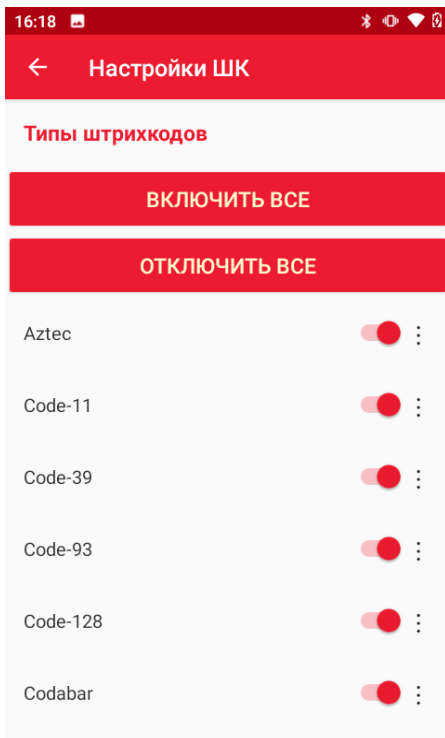 16:18
Настройки ШК
Типы штрихкодов
ВКЛЮЧИТЬ ВСЕ
ОТКЛЮЧИТЬ ВСЕ
Aztec
Code-11
Code-39
Code-93
Code-128
Codabar